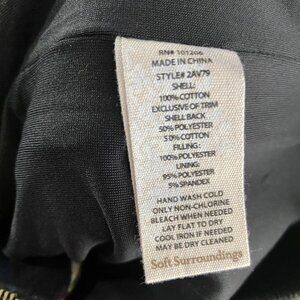 RN# 101206
MADE IN CHINA
STYLE# 2AV79
SHELL:
100% COTTON
EXCLUSIVE OF TRIM
SHELL BACK
50% POLYESTER
50% COTTON
FILLING:
100% POLYESTER
LINING:
95% POLYESTER
5% SPANDEX
HAND WASH COLD
ONLY NON-CHLORINE
BLEACH WHEN NEEDED
LAY FLAT TO DRY
COOL IRON IF NEEDED
MAY BE DRY CLEANED
Soft Surroundings